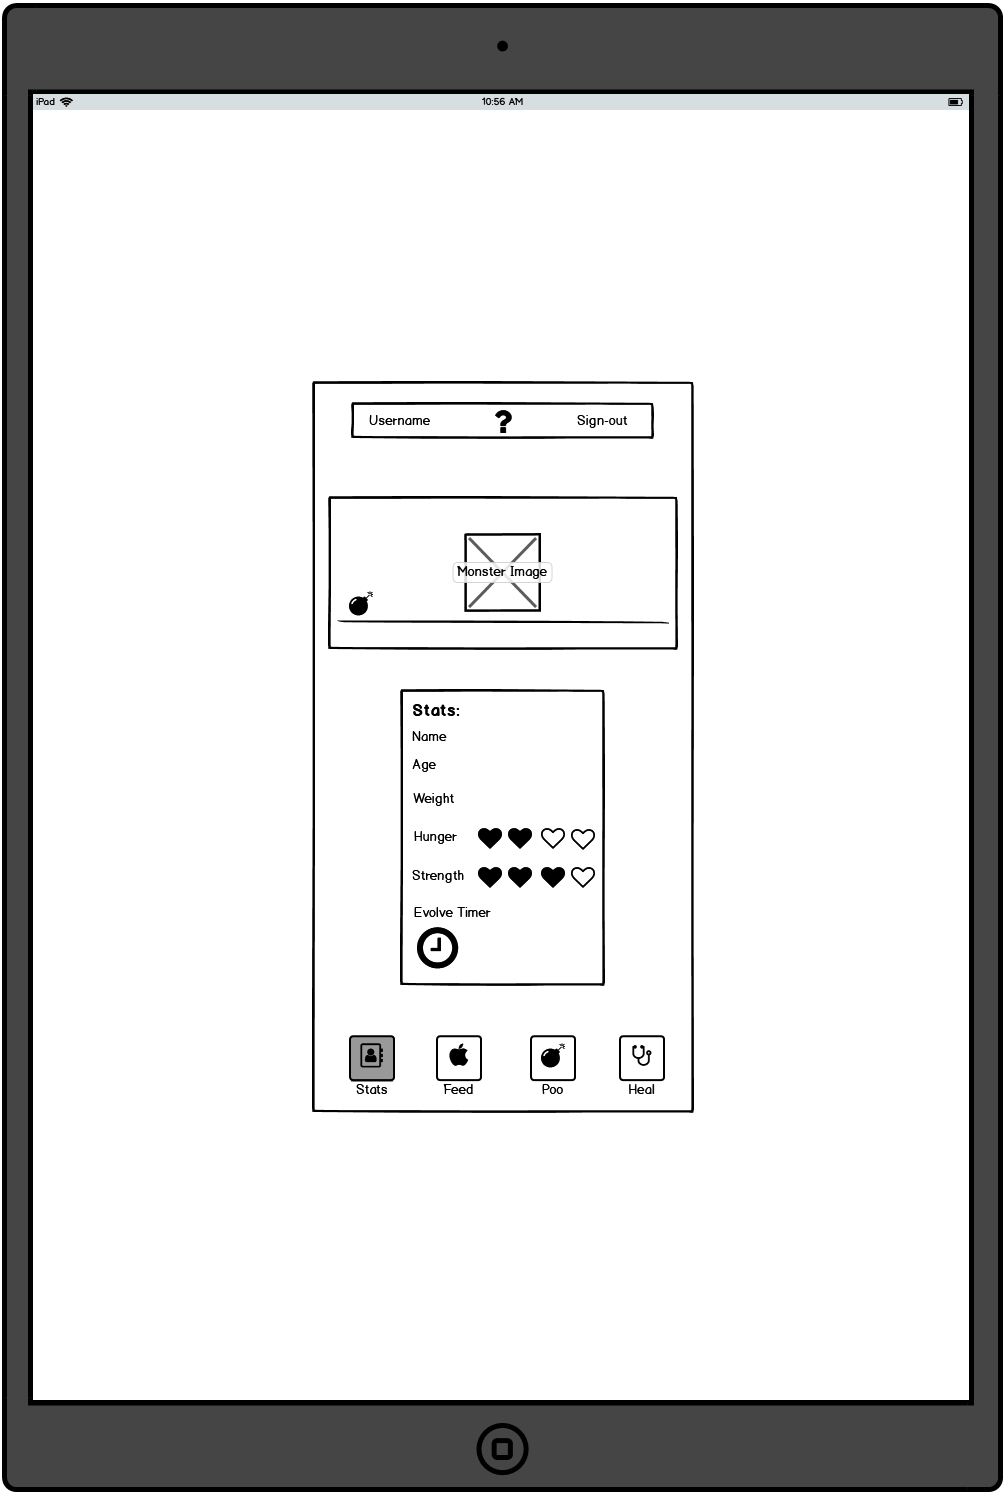 iPad 10:56 AM
Username ? Sign-out
Monster Image
Stats:
Name
Age
Weight
Hunger
Strength
Evolve Timer
Stats Feed Poo Heal